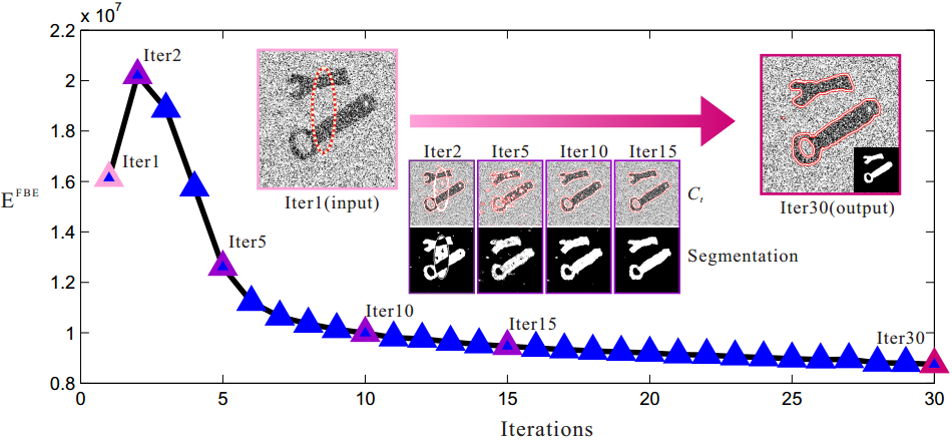 2.2 x 10⁷
2
1.8
1.6
1.4
1.2
1
0.8
E^FBE
0 5 10 15 20 25 30
Iterations
Iter2
Iter1
Iter5
Iter10
Iter15
Iter30
Iter1(input)
Iter2 Iter5 Iter10 Iter15
C_t
Segmentation
Iter30(output)